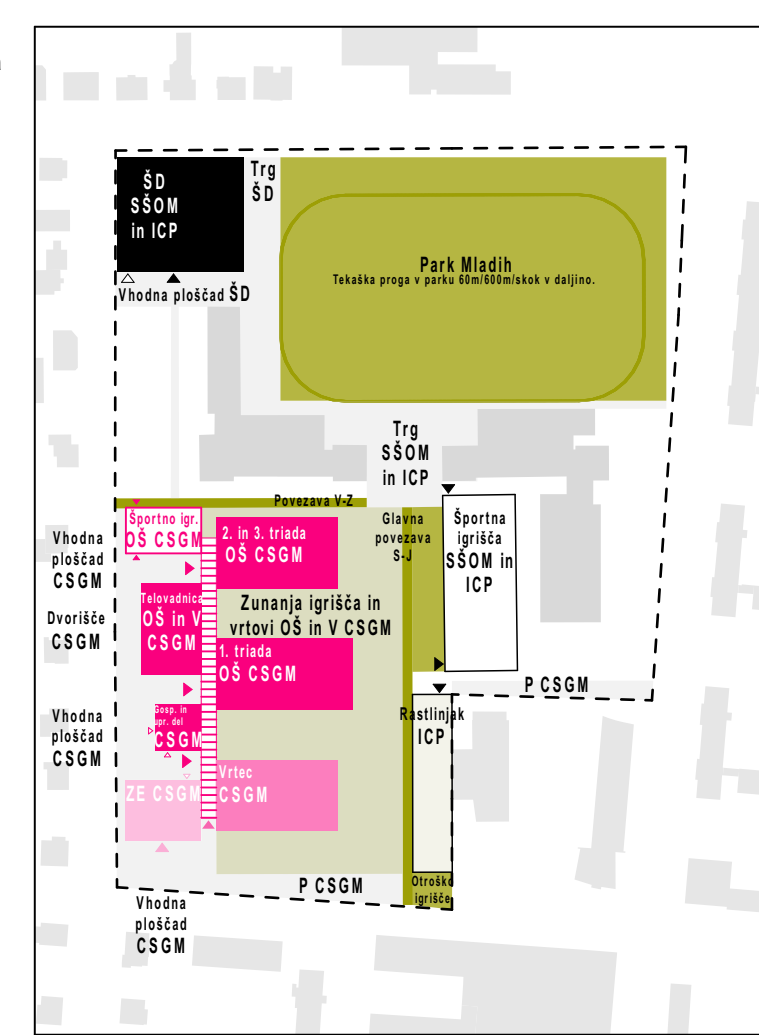 ŠD
SŠOM
in ICP
Trg
ŠD
Park Mladih
Tekaška proga v parku 60m/600m/skok v daljino.
Vhodna ploščad ŠD
Trg
SŠOM
in ICP
Povezava V-Z
Športno igr.
OŠ CSGM
2. in 3. triada
OŠ CSGM
Glavna
povezava
S-J
Športna
igrišča
SŠOM in
ICP
Vhodna
ploščad
CSGM
Telovadnica
OŠ in V
CSGM
Zunanja igrišča in
vrtovi OŠ in V CSGM
Dvorišče
CSGM
1. triada
OŠ CSGM
P CSGM
Vhodna
ploščad
CSGM
Gosp. in
upr. del
CSGM
Rastlinjak
ICP
Vrtec
CSGM
ZE CSGM
P CSGM
Otroško
igrišče
Vhodna
ploščad
CSGM